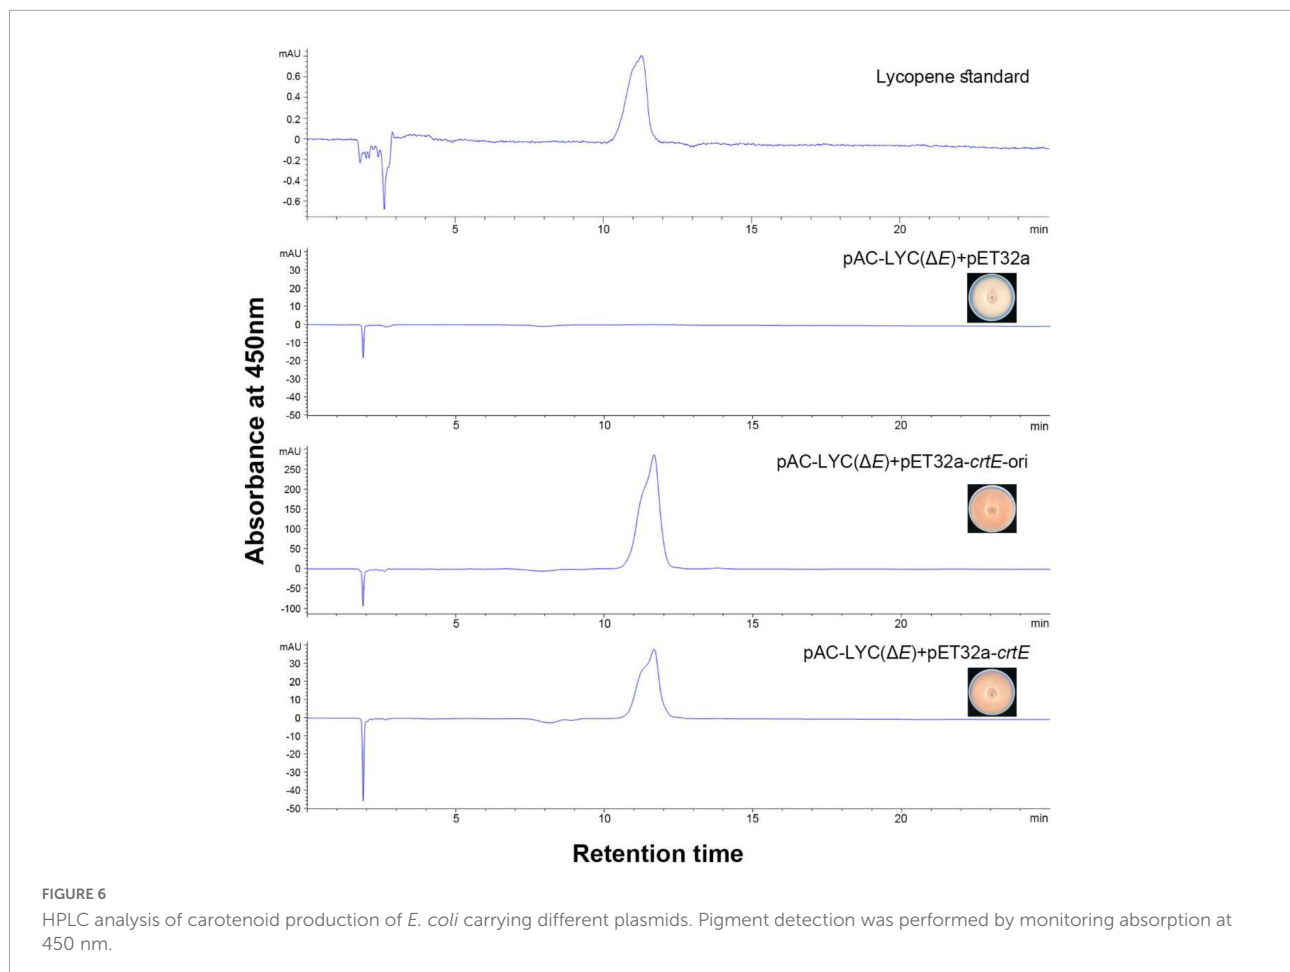 mAU
Lycopene standard
0.6
0.4
0.2
0
-0.2
-0.4
-0.6
5
10
15
20
min
mAU
pAC-LYC(ΔE)+pET32a
30
20
10
0
-10
-20
-30
-40
-50
5
10
15
20
min
Absorbance at 450nm
mAU
pAC-LYC(ΔE)+pET32a-crtE-ori
250
200
150
100
50
0
-50
-100
5
10
15
20
min
mAU
pAC-LYC(ΔE)+pET32a-crtE
30
20
10
0
-10
-20
-30
-40
-50
5
10
15
20
min
Retention time
FIGURE 6
HPLC analysis of carotenoid production of E. coli carrying different plasmids. Pigment detection was performed by monitoring absorption at
450 nm.